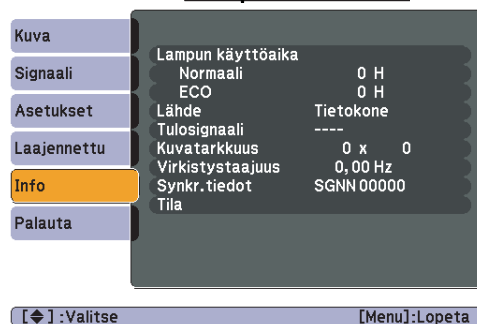 Kuva
Signaali
Asetukset
Laajennettu
Info
Palauta
Lampun käyttöaika
Normaali 0 H
ECO 0 H
Lähde Tietokone
Tulosignaali ----
Kuvatarkkuus 0 x 0
Virkistystaajuus 0,00 Hz
Synkr.tiedot SGNN 00000
Tila
[◆] :Valitse [Menu]:Lopeta